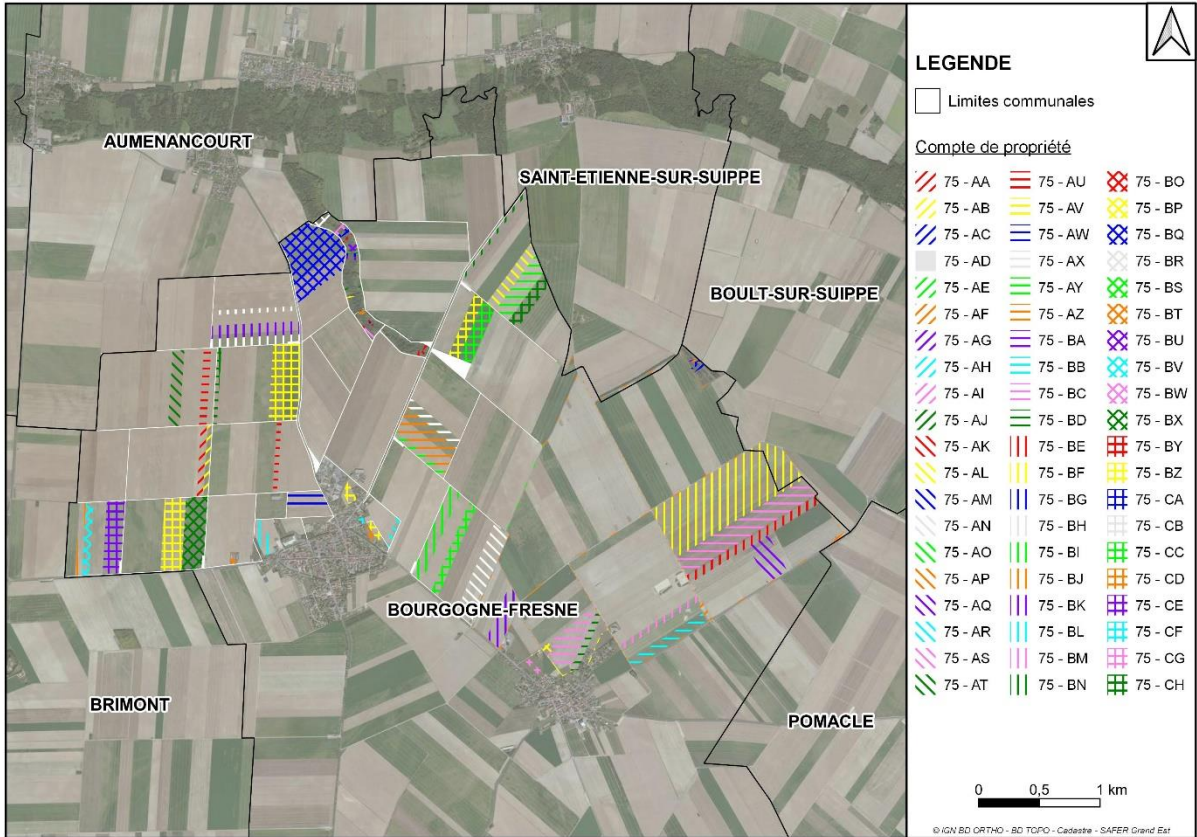 AUMENANCOURT
SAINT-ETIENNE-SUR-SUIPPE
BOULT-SUR-SUIPPE
BOURGOGNE-FRESNE
BRIMONT
POMACLE
LEGENDE
Limites communales
Compte de propriété
75 - AA 75 - AU 75 - BO
75 - AB 75 - AV 75 - BP
75 - AC 75 - AW 75 - BQ
75 - AD 75 - AX 75 - BR
75 - AE 75 - AY 75 - BS
75 - AF 75 - AZ 75 - BT
75 - AG 75 - BA 75 - BU
75 - AH 75 - BB 75 - BV
75 - AI 75 - BC 75 - BW
75 - AJ 75 - BD 75 - BX
75 - AK 75 - BE 75 - BY
75 - AL 75 - BF 75 - BZ
75 - AM 75 - BG 75 - CA
75 - AN 75 - BH 75 - CB
75 - AO 75 - BI 75 - CC
75 - AP 75 - BJ 75 - CD
75 - AQ 75 - BK 75 - CE
75 - AR 75 - BL 75 - CF
75 - AS 75 - BM 75 - CG
75 - AT 75 - BN 75 - CH
0 0,5 1 km
© IGN BD ORTHO - BD TOPO - Cadastre - SAFER Grand Est